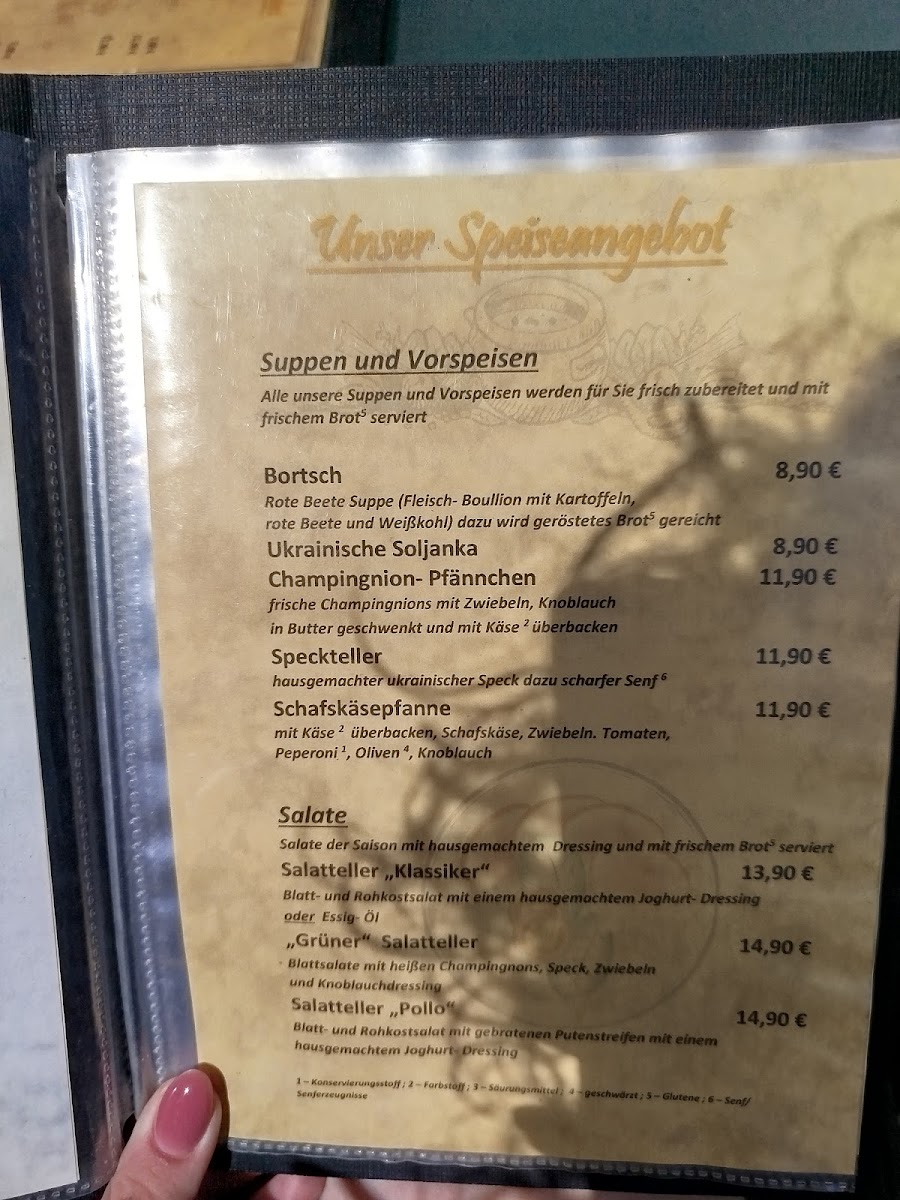 Unser Speiseangebot
Suppen und Vorspeisen
Alle unsere Suppen und Vorspeisen werden für Sie frisch zubereitet und mit
frischem Brot⁵ serviert
Bortsch 8,90 €
Rote Beete Suppe (Fleisch- Boullion mit Kartoffeln,
rote Beete und Weißkohl) dazu wird geröstetes Brot⁵ gereicht
Ukrainische Soljanka 8,90 €
Champingnion- Pfännchen 11,90 €
frische Champingnions mit Zwiebeln, Knoblauch
in Butter geschwenkt und mit Käse ² überbacken
Speckteller 11,90 €
hausgemachter ukrainischer Speck dazu scharfer Senf ⁶
Schafskäsepfanne 11,90 €
mit Käse ² überbacken, Schafskäse, Zwiebeln. Tomaten,
Peperoni ¹, Oliven ⁴, Knoblauch
Salate
Salate der Saison mit hausgemachtem Dressing und mit frischem Brot⁵ serviert
Salatteller „Klassiker“ 13,90 €
Blatt- und Rohkostsalat mit einem hausgemachtem Joghurt- Dressing
oder Essig- Öl
„Grüner“ Salatteller 14,90 €
Blattsalate mit heißen Champingnons, Speck, Zwiebeln
und Knoblauchdressing
Salatteller „Pollo“ 14,90 €
Blatt- und Rohkostsalat mit gebratenen Putenstreifen mit einem
hausgemachtem Joghurt- Dressing
1 – Konservierungsstoff ; 2 – Farbstoff ; 3 – Säurungsmittel ; 4 – geschwärzt ; 5 – Glutene ; 6 – Senf/
Senferzeugnisse